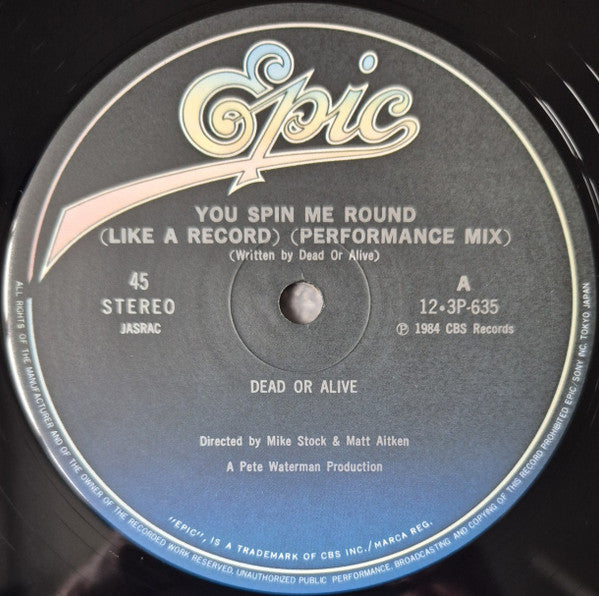 Epic
YOU SPIN ME ROUND
(LIKE A RECORD) (PERFORMANCE MIX)
(Written by Dead Or Alive)
45
STEREO
JASRAC
A
12•3P-635
Ⓟ 1984 CBS Records
DEAD OR ALIVE
Directed by Mike Stock & Matt Aitken
A Pete Waterman Production
"EPIC", IS A TRADEMARK OF CBS INC./MARCA REG.
ALL RIGHTS OF THE MANUFACTURER AND OF THE OWNER OF THE RECORDED WORK RESERVED. UNAUTHORIZED PUBLIC PERFORMANCE, BROADCASTING AND COPYING OF THIS RECORD PROHIBITED EPIC SONY INC. TOKYO JAPAN